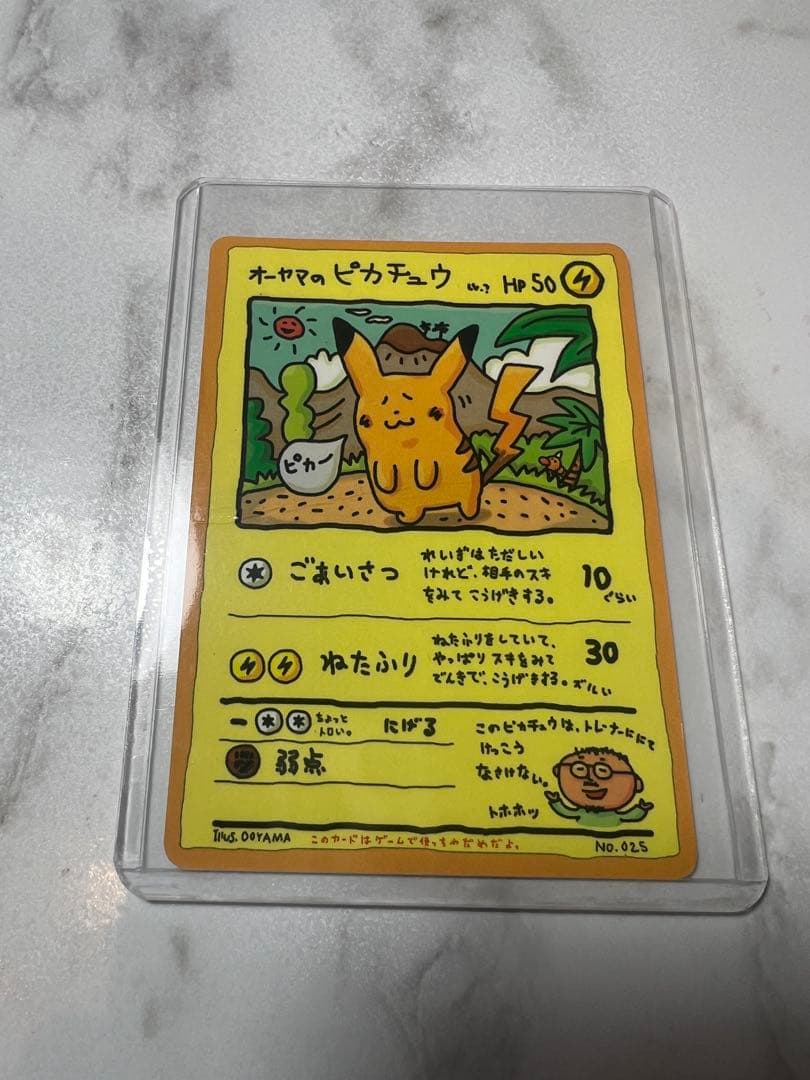 オーヤマの ピカチュウ Lv.? HP 50
ピカー
ごあいさつ
れいぎはただしい
けれど、相手のスキ
をみて こうげきする。
10
ぐらい
ねたふり
ねたふりをしていて、
やっぱり スキをみて
でんきで、こうげきする。
30
ズルい
ー
ちょっと
トロい。
にげる
弱点
このピカチュウは、トレーナーににて
けっこう
なさけない。
トホホッ
Illus. OOYAMA このカードはゲームで使っちゃだめだよ。 NO.025